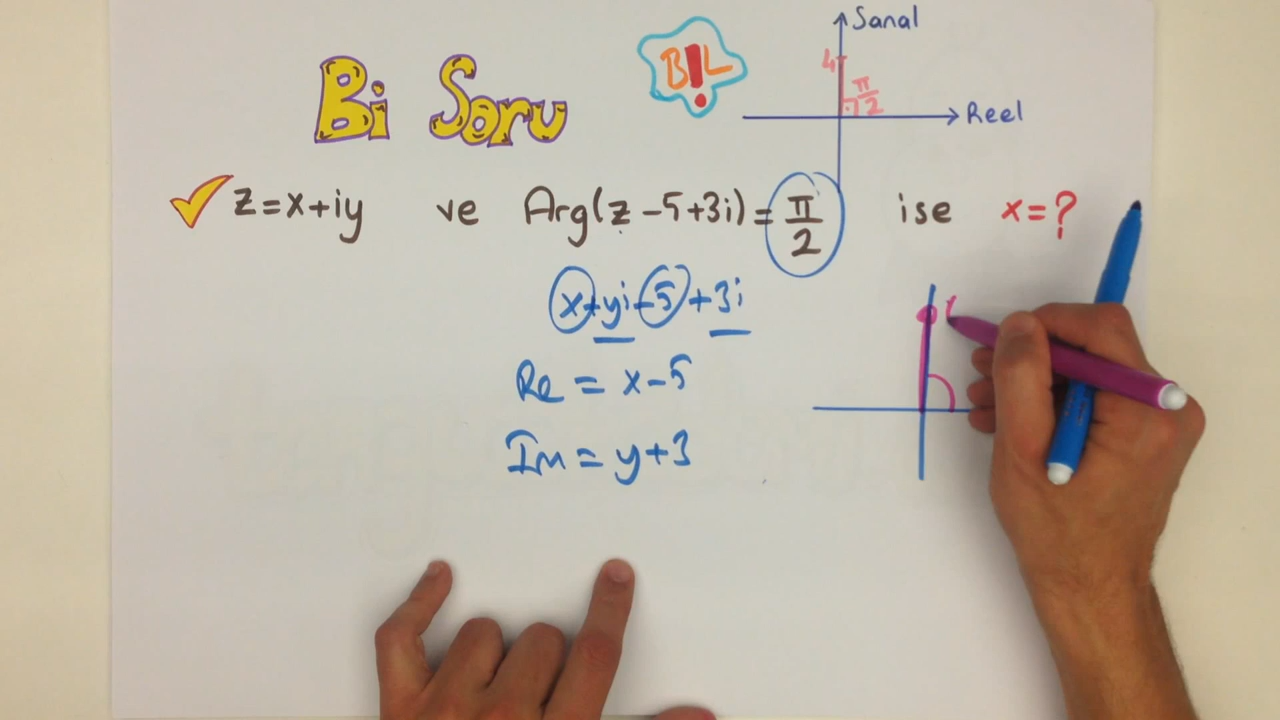 Bi Soru
BİL
Sanal
4
π/2
Reel
z=x+iy ve Arg(z-5+3i)=π/2 ise x=?
x+yi-5+3i
Re = x-5
Im = y+3